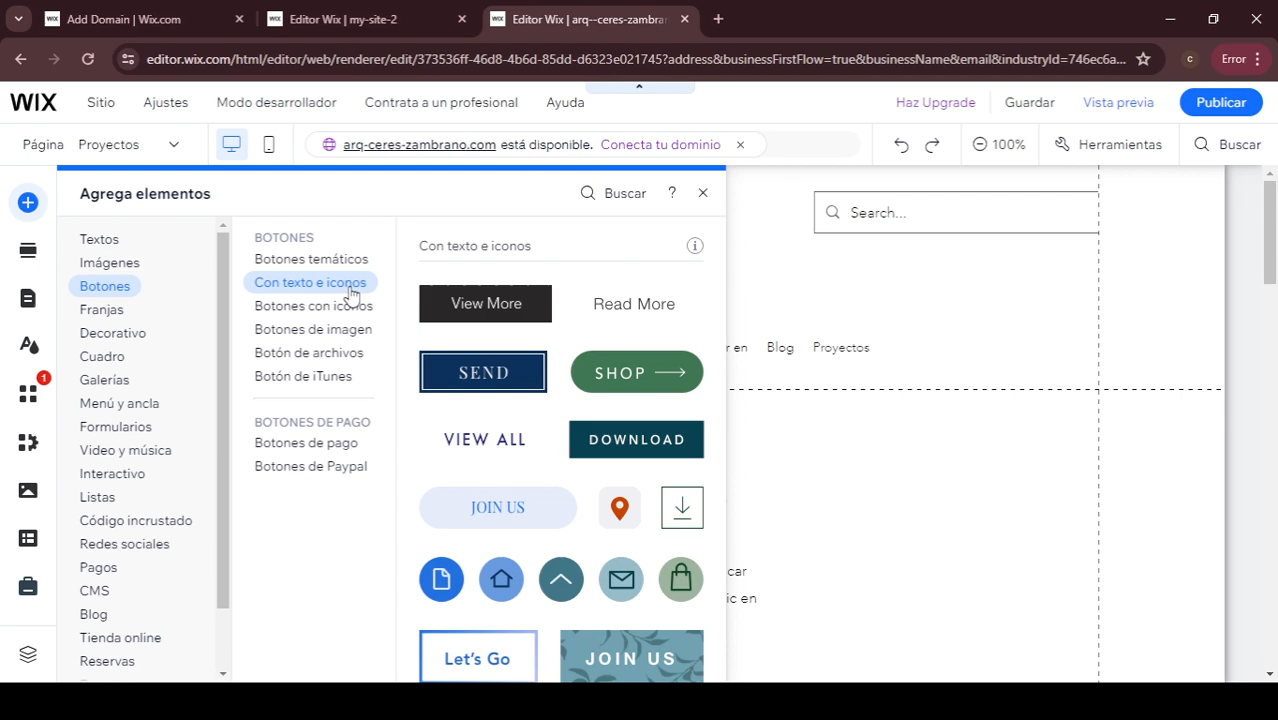 Add Domain | Wix.com
Editor Wix | my-site-2
Editor Wix | arq--ceres-zambran
editor.wix.com/html/editor/web/renderer/edit/373536ff-46d8-4b6d-85dd-d6323e021745?address&businessFirstFlow=true&businessName&email&industryId=746ec6a...
c
Error
WIX
Sitio
Ajustes
Modo desarrollador
Contrata a un profesional
Ayuda
Haz Upgrade
Guardar
Vista previa
Publicar
Página Proyectos
arq-ceres-zambrano.com está disponible. Conecta tu dominio
100%
Herramientas
Buscar
Agrega elementos
Buscar
?
1
Textos
Imágenes
Botones
Franjas
Decorativo
Cuadro
Galerías
Menú y ancla
Formularios
Video y música
Interactivo
Listas
Código incrustado
Redes sociales
Pagos
CMS
Blog
Tienda online
Reservas
BOTONES
Botones temáticos
Con texto e iconos
Botones con iconos
Botones de imagen
Botón de archivos
Botón de iTunes
BOTONES DE PAGO
Botones de pago
Botones de Paypal
Con texto e iconos
View More
Read More
SEND
SHOP
VIEW ALL
DOWNLOAD
JOIN US
Let's Go
JOIN US
Search...
r en
Blog
Proyectos
car
ic en